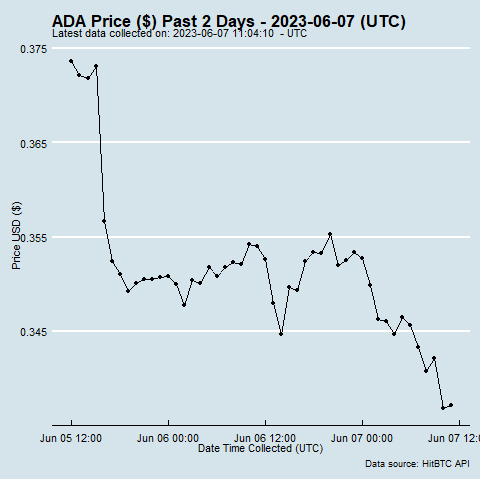 ADA Price ($) Past 2 Days - 2023-06-07 (UTC)
Latest data collected on: 2023-06-07 11:04:10 - UTC
0.375
0.365
0.355
0.345
Price USD ($)
Jun 05 12:00
Jun 06 00:00
Jun 06 12:00
Jun 07 00:00
Jun 07 12:0
Date Time Collected (UTC)
Data source: HitBTC API